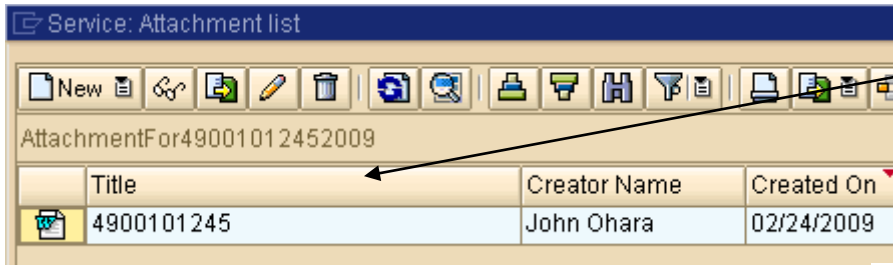 Service: Attachment list
New
AttachmentFor49001012452009
Title Creator Name Created On
4900101245 John Ohara 02/24/2009